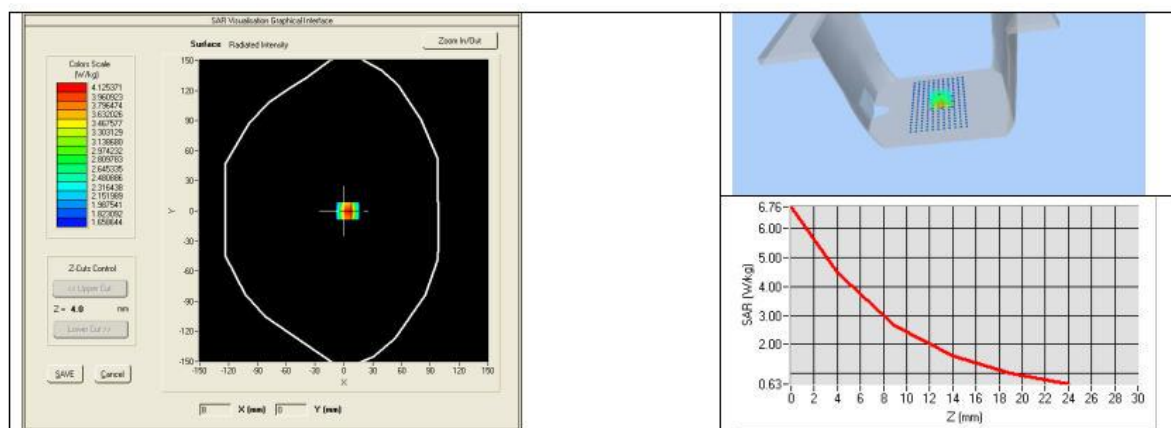 SAR Visualisation Graphical Interface
Surface Radiated Intensity
Zoom In/Out
Colors Scale
(W/kg)
4.125371
3.960923
3.796474
3.632026
3.467577
3.303129
3.138680
2.974232
2.809783
2.645335
2.480886
2.316438
2.151989
1.987541
1.823092
1.658644
Z-Cuts Control
<< Upper Cut
Z = 4.0 mm
Lower Cut >>
SAVE Cancel
150-
120-
90-
60-
30-
0-
-30-
-60-
-90-
-120-
-150-
Y
-150 -120 -90 -60 -30 0 30 60 90 120 150
X
8 X (mm) 0 Y (mm)
6.76-
6.00-
5.00-
4.00-
3.00-
2.00-
0.63-
SAR (W/kg)
0 2 4 6 8 10 12 14 16 18 20 22 24 26 28 30
Z (mm)